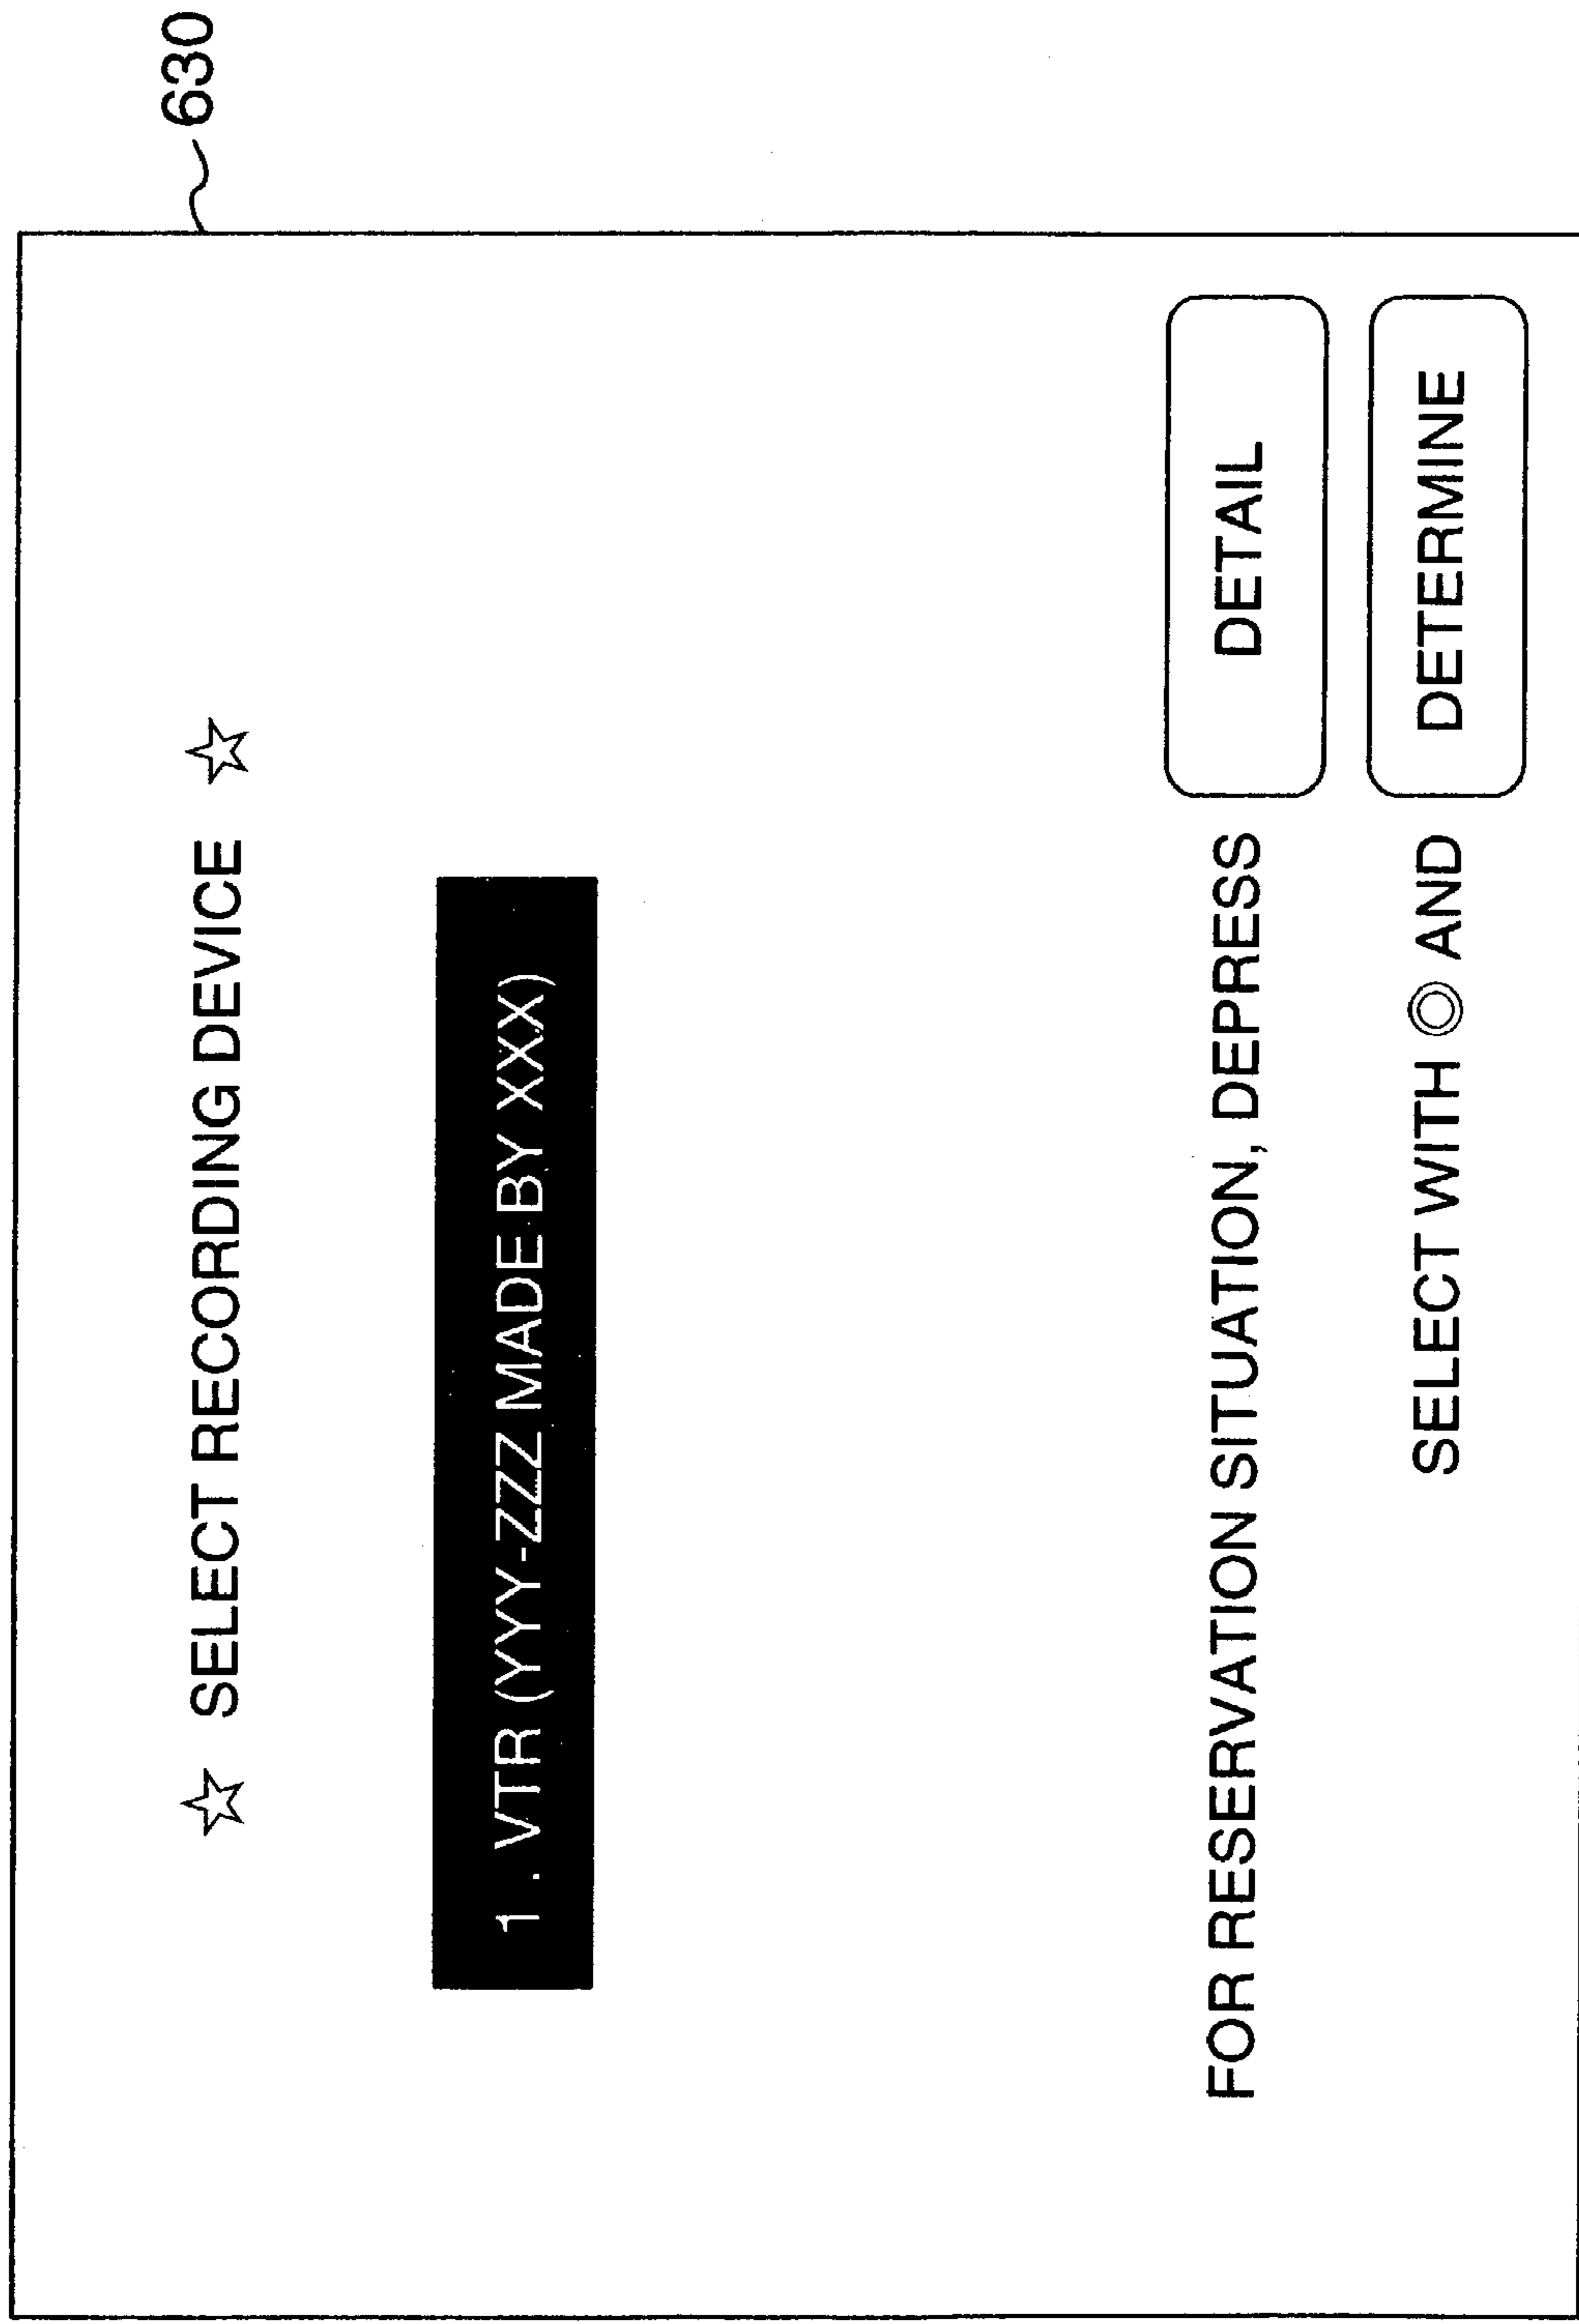 630
☆ SELECT RECORDING DEVICE ☆
1 . VTR (YYY-ZZZ MADE BY XXX)
FOR RESERVATION SITUATION, DEPRESS DETAIL
SELECT WITH ◎ AND DETERMINE